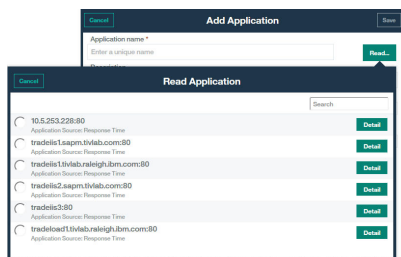 Cancel Add Application Save
Application name *
Enter a unique name Read...
Description
Cancel Read Application
Search
10.5.253.228:80 Detail
Application Source: Response Time
tradeiis1.sapm.tivlab.com:80 Detail
Application Source: Response Time
tradeiis1.tivlab.raleigh.ibm.com:80 Detail
Application Source: Response Time
tradeiis2.sapm.tivlab.com:80 Detail
Application Source: Response Time
tradeiis3:80 Detail
Application Source: Response Time
tradeload1.tivlab.raleigh.ibm.com:80 Detail
Application Source: Response Time